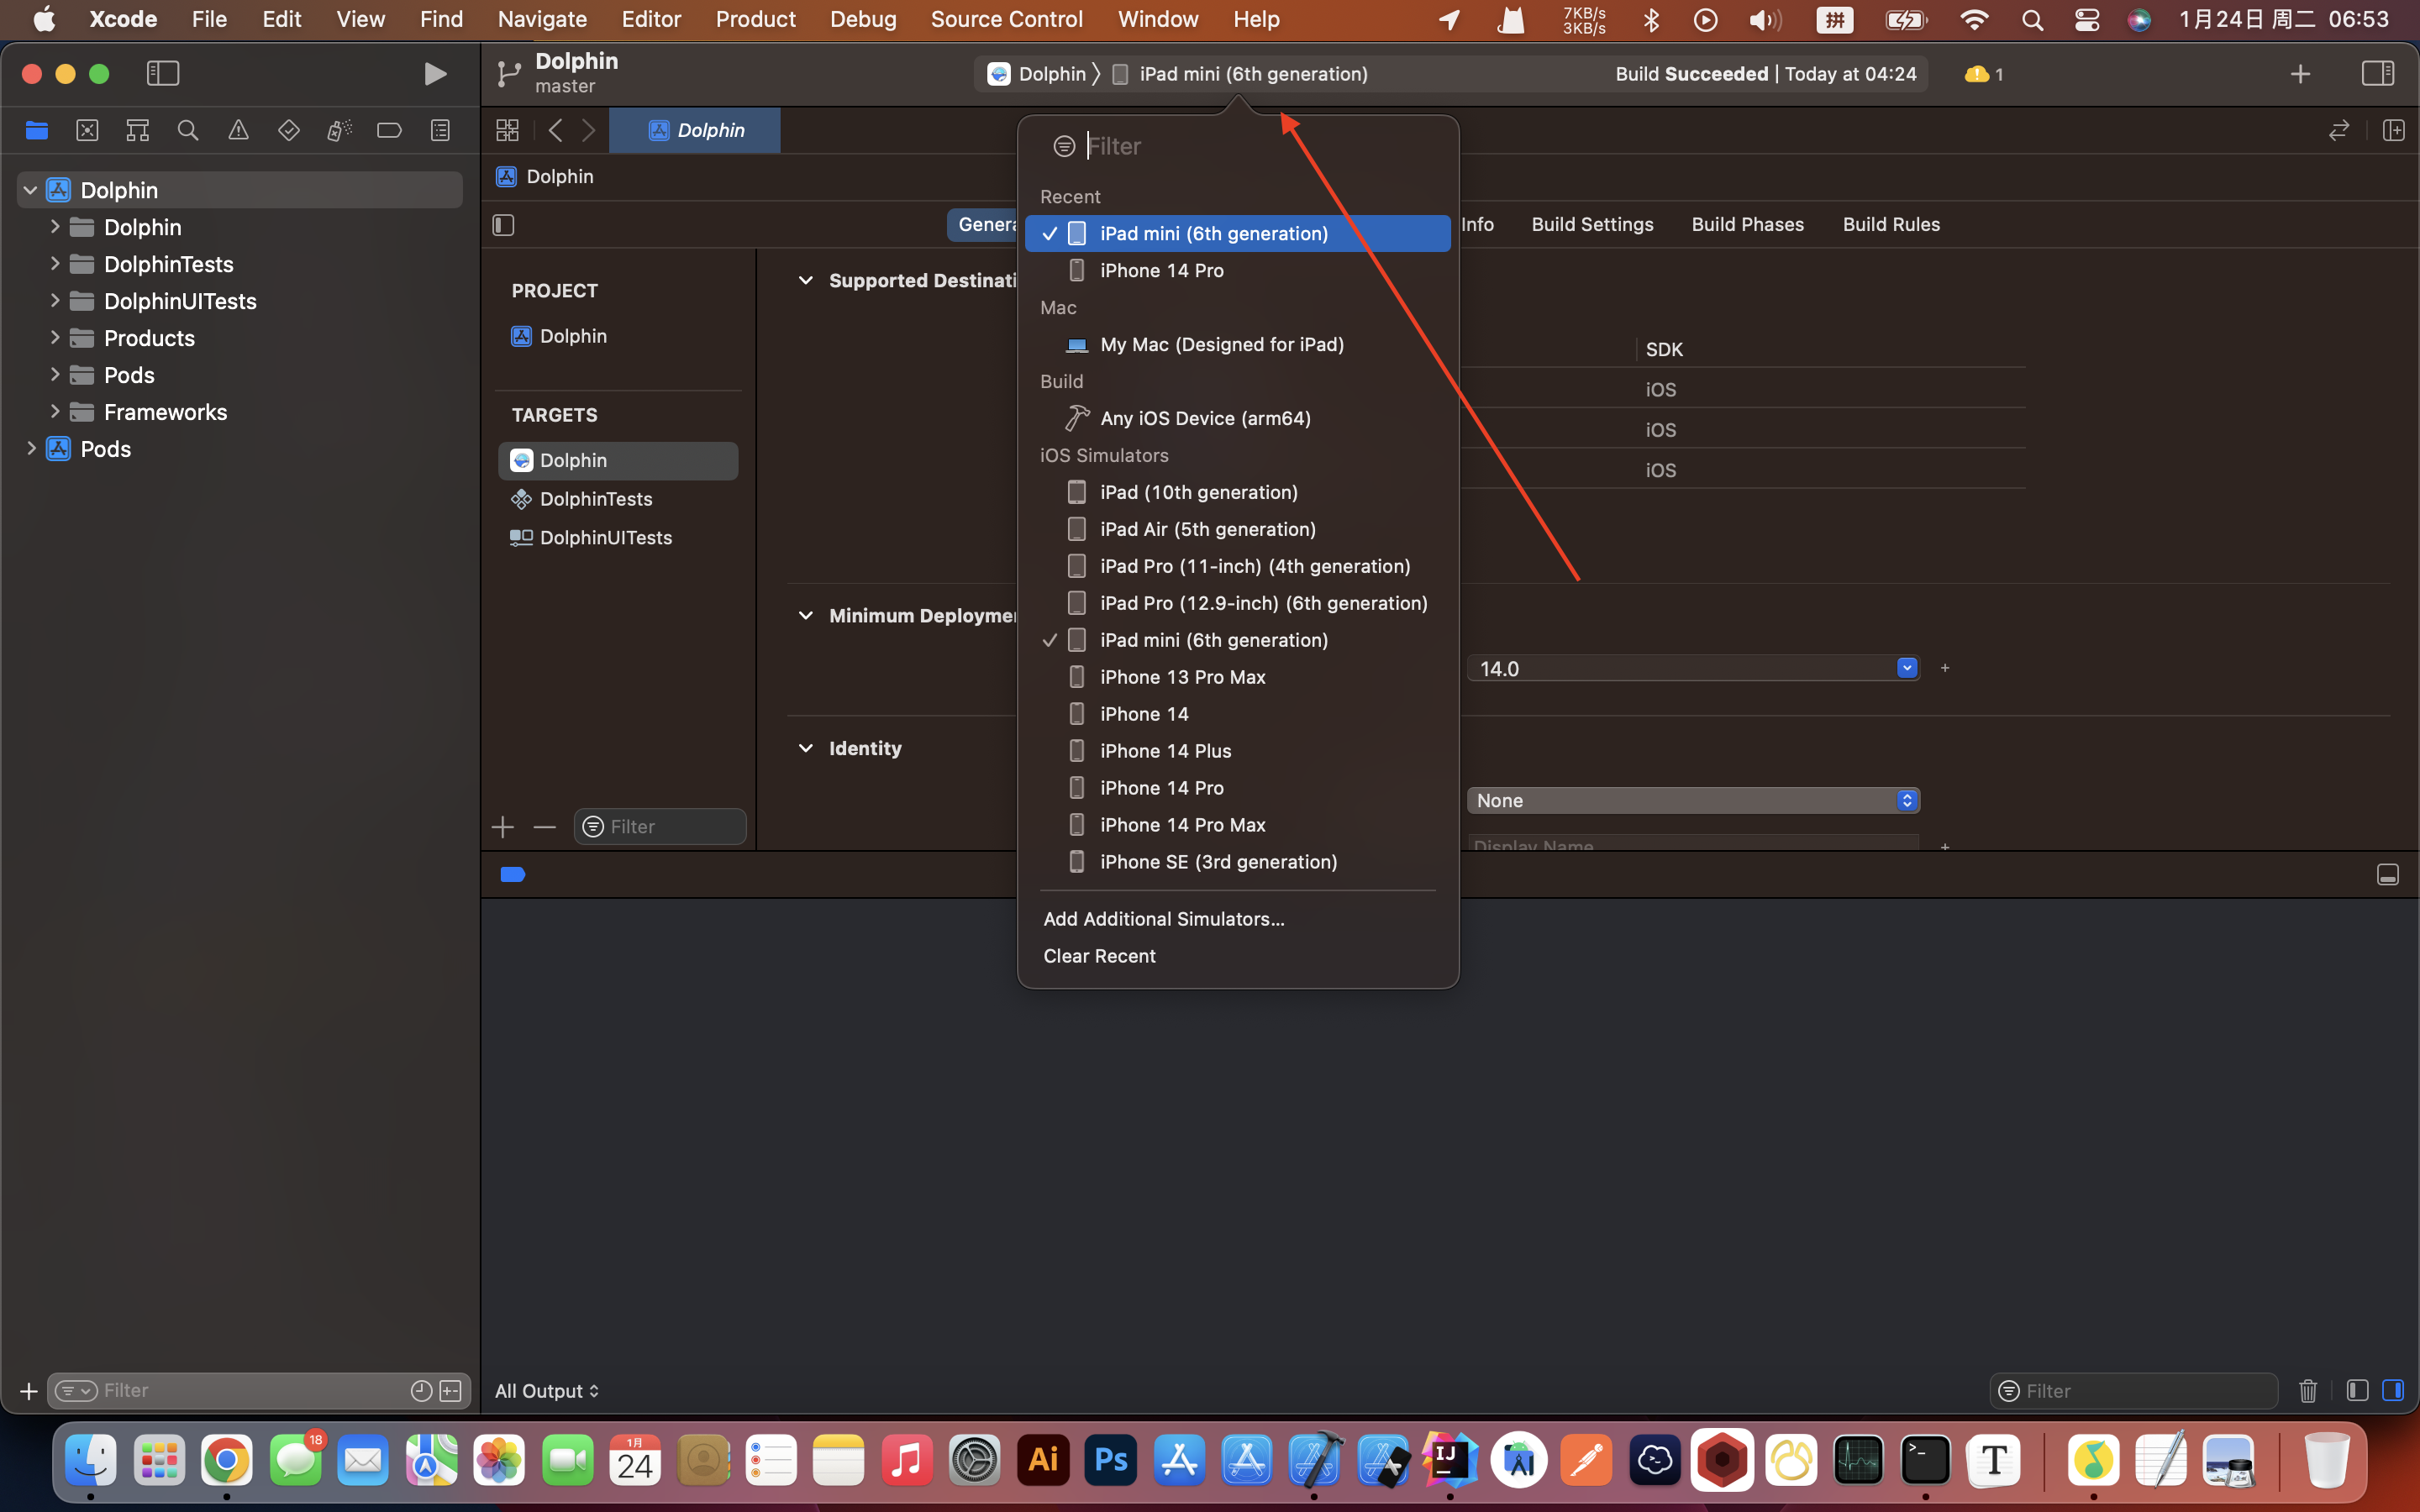 Xcode File Edit View Find Navigate Editor Product Debug Source Control Window Help
7KB/s
3KB/s
拼
1月24日 周二 06:53
Dolphin
master
Dolphin 〉 iPad mini (6th generation)
Build Succeeded | Today at 04:24
1
Dolphin
Dolphin
Dolphin
DolphinTests
DolphinUITests
Products
Pods
Frameworks
Pods
Dolphin
Info Build Settings Build Phases Build Rules
PROJECT
Dolphin
TARGETS
Dolphin
DolphinTests
DolphinUITests
Filter
Filter
Recent
iPad mini (6th generation)
iPhone 14 Pro
Mac
My Mac (Designed for iPad)
Build
Any iOS Device (arm64)
iOS Simulators
iPad (10th generation)
iPad Air (5th generation)
iPad Pro (11-inch) (4th generation)
iPad Pro (12.9-inch) (6th generation)
iPad mini (6th generation)
iPhone 13 Pro Max
iPhone 14
iPhone 14 Plus
iPhone 14 Pro
iPhone 14 Pro Max
iPhone SE (3rd generation)
Add Additional Simulators...
Clear Recent
Genera
Supported Destinati
SDK
iOS
iOS
iOS
Minimum Deployme
14.0
Identity
None
Display Name
Filter
All Output
Filter
18
1月
24
Ai
Ps
IJ
>_
T